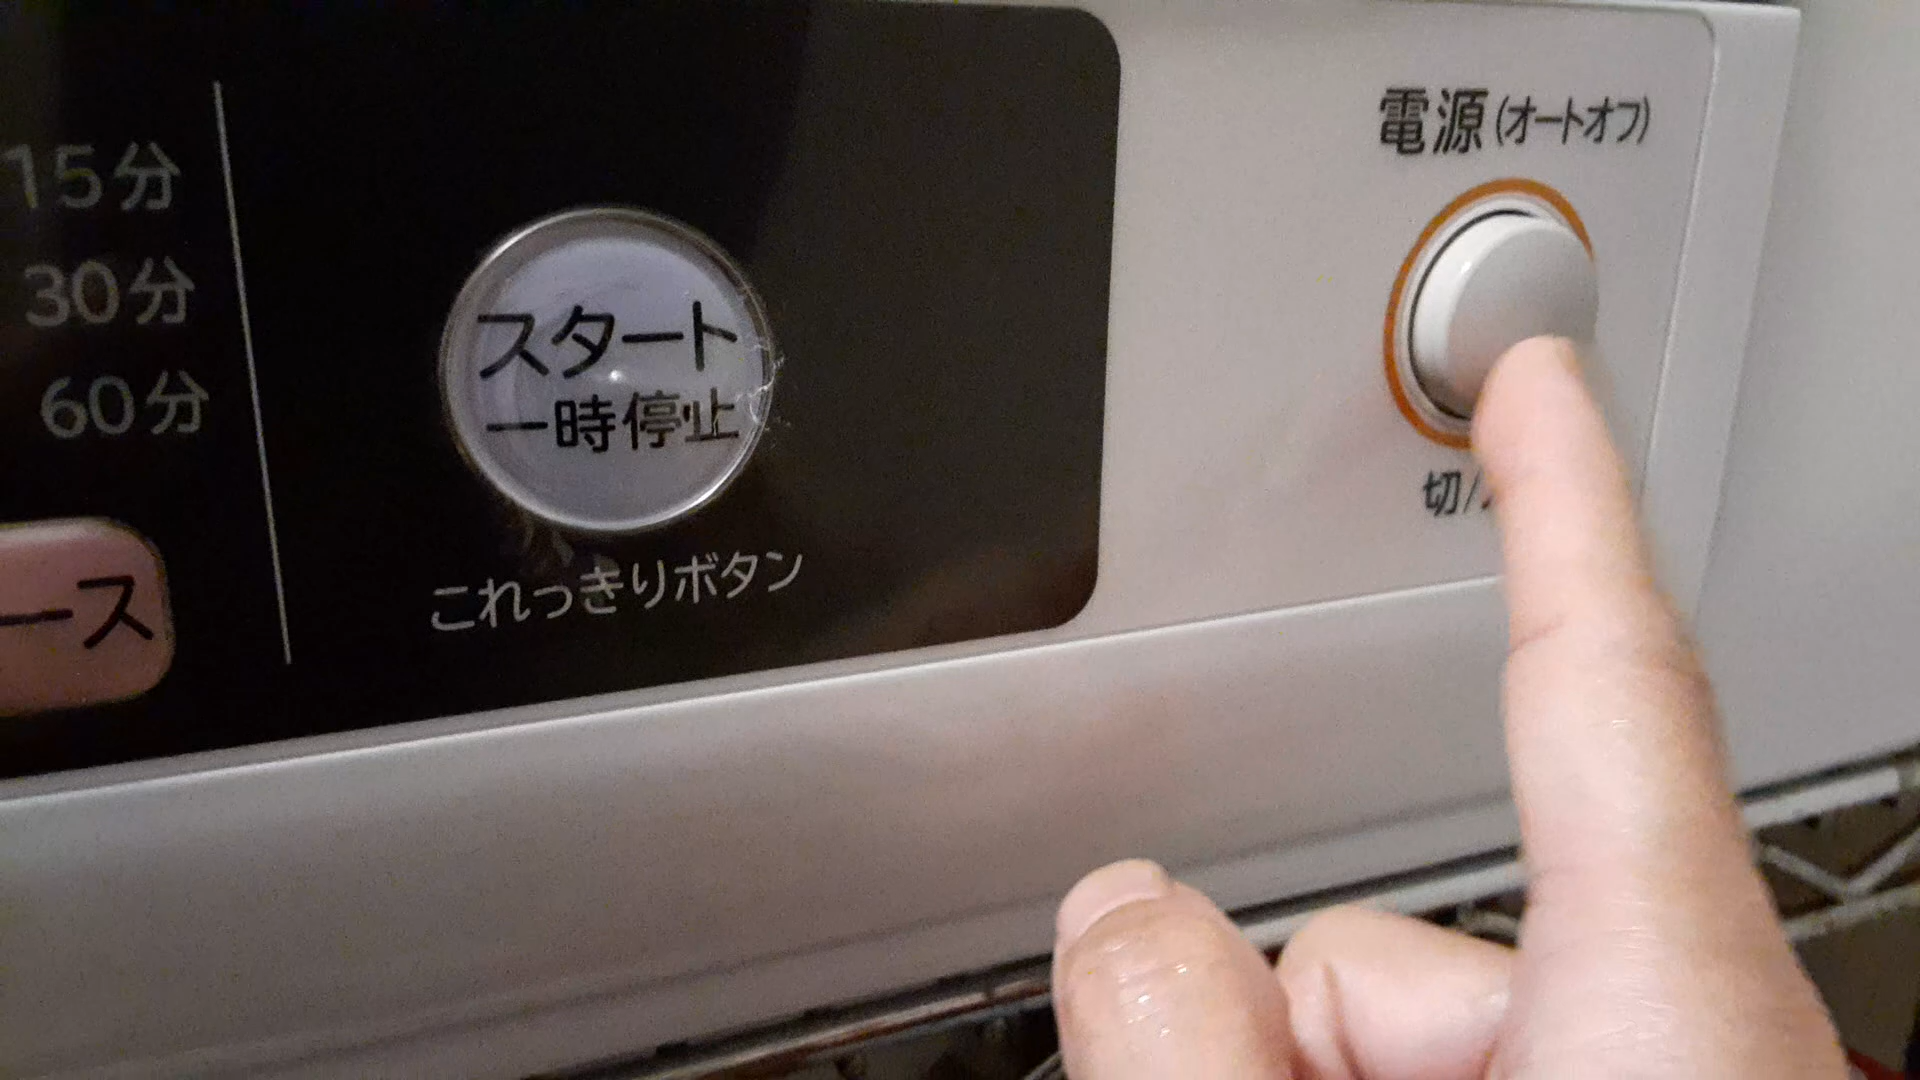 15分
30分
60分
ース
スタート
一時停止
これっきりボタン
電源(オートオフ)
切/